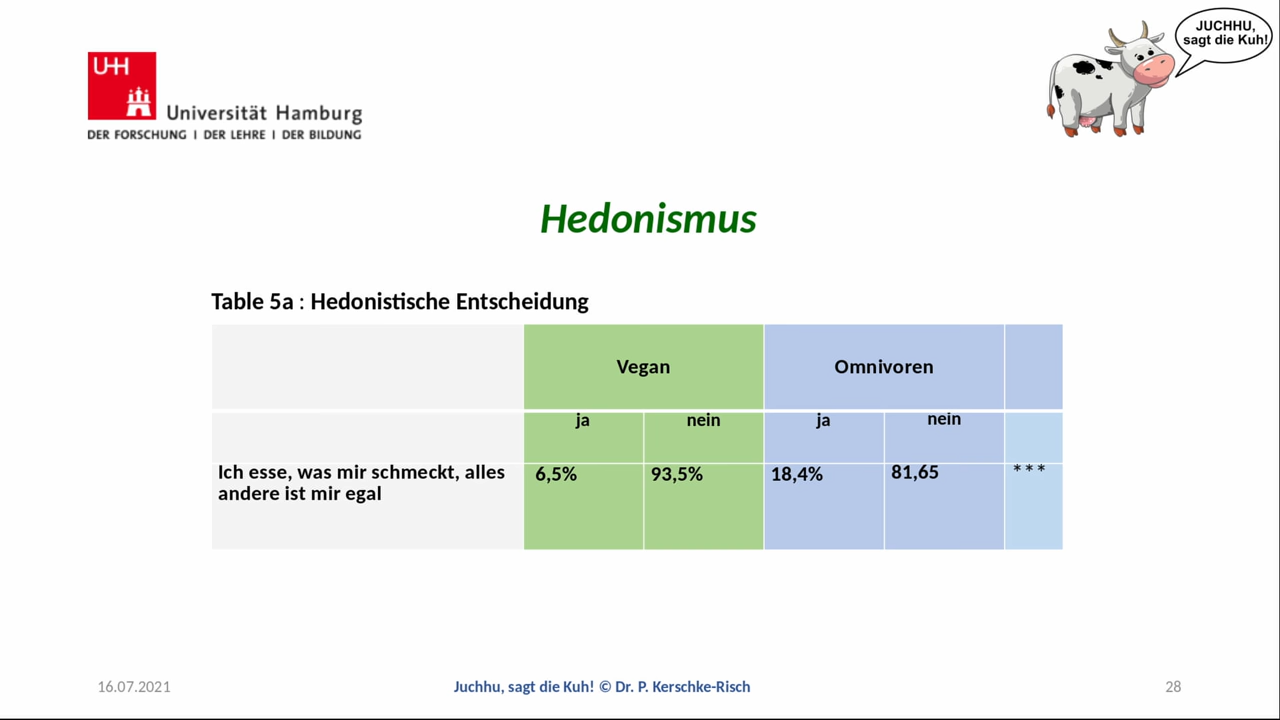 JUCHHU,
sagt die Kuh!
UHH
Universität Hamburg
DER FORSCHUNG I DER LEHRE I DER BILDUNG
Hedonismus
Table 5a : Hedonistische Entscheidung
Vegan Omnivoren
ja nein ja nein
Ich esse, was mir schmeckt, alles
andere ist mir egal
6,5% 93,5% 18,4% 81,65 ***
16.07.2021 Juchhu, sagt die Kuh! © Dr. P. Kerschke-Risch 28